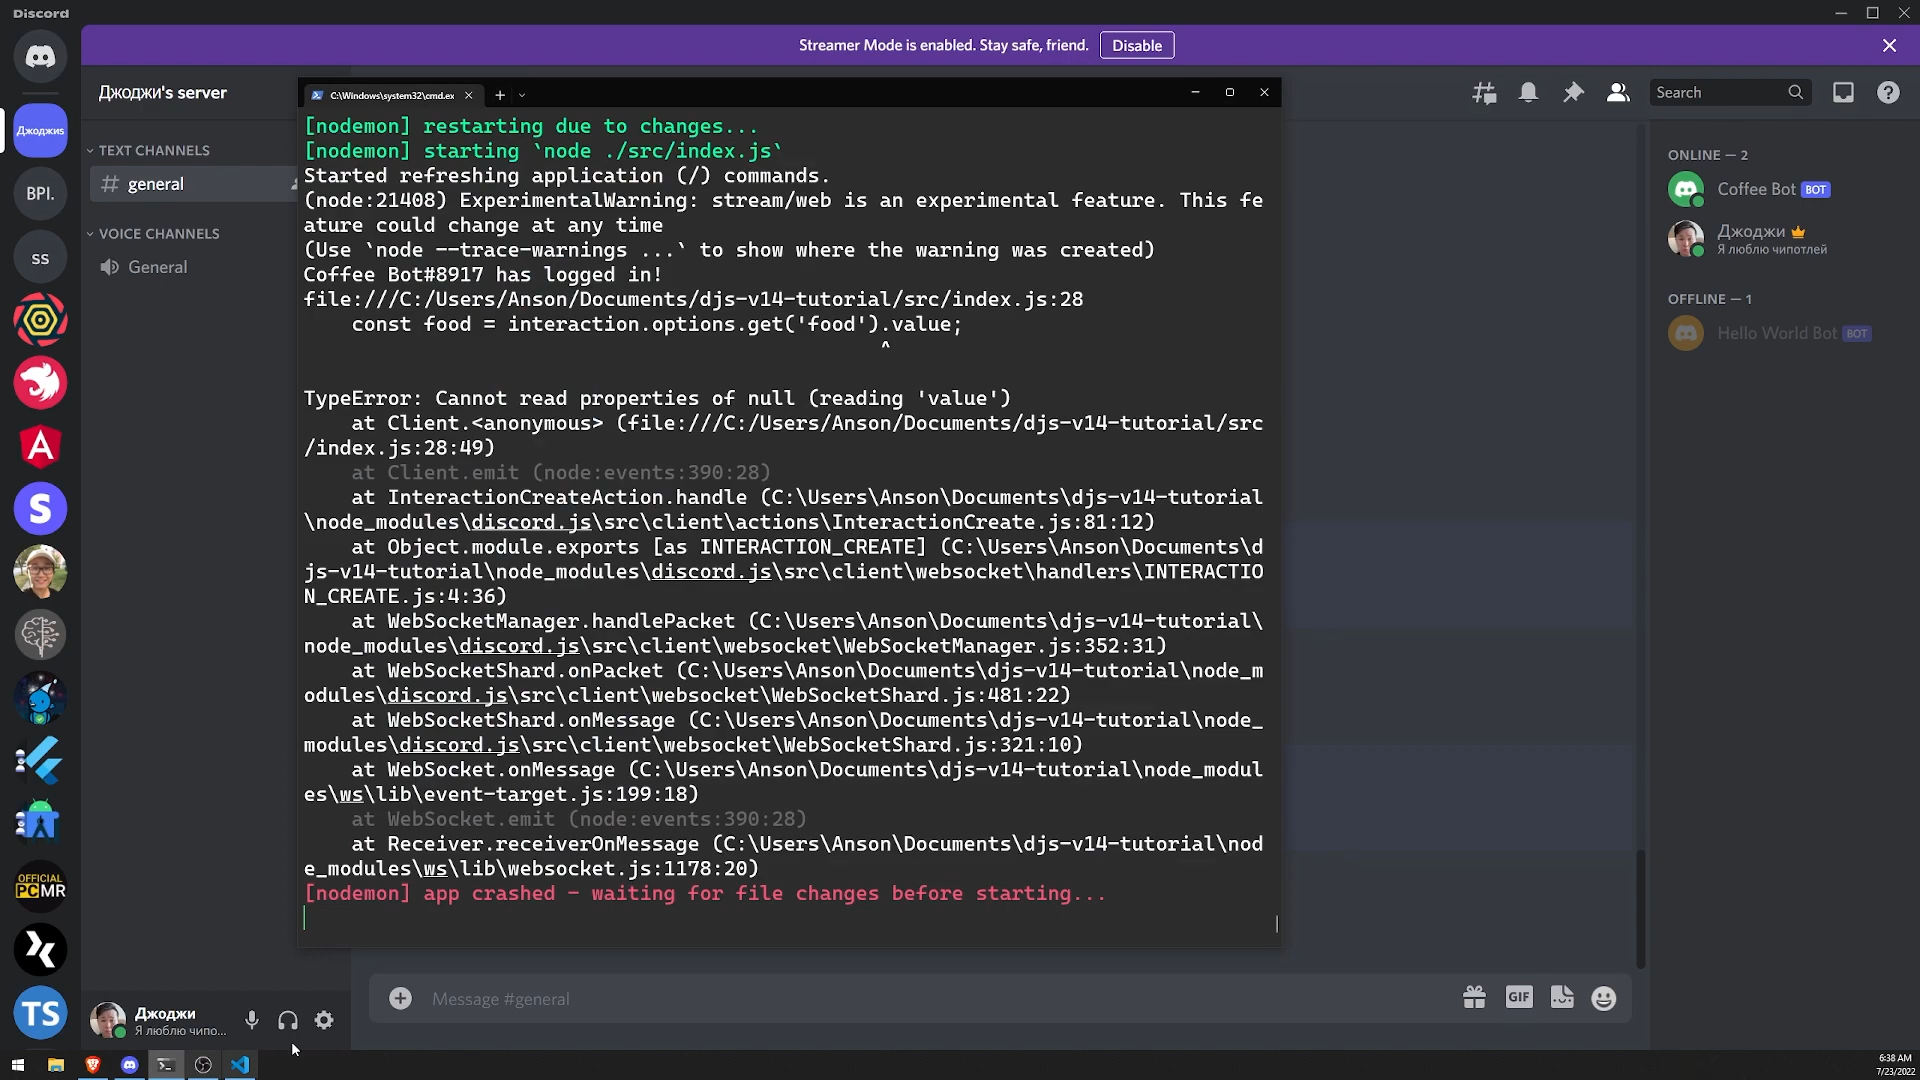 Discord
Streamer Mode is enabled. Stay safe, friend. Disable
Джоджи's server
C:\Windows\system32\cmd.ex
Search
Джоджиs
BPI.
ss
TEXT CHANNELS
general
VOICE CHANNELS
General
[nodemon] restarting due to changes...
[nodemon] starting `node ./src/index.js`
Started refreshing application (/) commands.
(node:21408) ExperimentalWarning: stream/web is an experimental feature. This fe
ature could change at any time
(Use `node --trace-warnings ...` to show where the warning was created)
Coffee Bot#8917 has logged in!
file:///C:/Users/Anson/Documents/djs-v14-tutorial/src/index.js:28
const food = interaction.options.get('food').value;
^
TypeError: Cannot read properties of null (reading 'value')
at Client.<anonymous> (file:///C:/Users/Anson/Documents/djs-v14-tutorial/src
/index.js:28:49)
at Client.emit (node:events:390:28)
at InteractionCreateAction.handle (C:\Users\Anson\Documents\djs-v14-tutorial
\node_modules\discord.js\src\client\actions\InteractionCreate.js:81:12)
at Object.module.exports [as INTERACTION_CREATE] (C:\Users\Anson\Documents\d
js-v14-tutorial\node_modules\discord.js\src\client\websocket\handlers\INTERACTIO
N_CREATE.js:4:36)
at WebSocketManager.handlePacket (C:\Users\Anson\Documents\djs-v14-tutorial\
node_modules\discord.js\src\client\websocket\WebSocketManager.js:352:31)
at WebSocketShard.onPacket (C:\Users\Anson\Documents\djs-v14-tutorial\node_m
odules\discord.js\src\client\websocket\WebSocketShard.js:481:22)
at WebSocketShard.onMessage (C:\Users\Anson\Documents\djs-v14-tutorial\node_
modules\discord.js\src\client\websocket\WebSocketShard.js:321:10)
at WebSocket.onMessage (C:\Users\Anson\Documents\djs-v14-tutorial\node_modul
es\ws\lib\event-target.js:199:18)
at WebSocket.emit (node:events:390:28)
at Receiver.receiverOnMessage (C:\Users\Anson\Documents\djs-v14-tutorial\nod
e_modules\ws\lib\websocket.js:1178:20)
[nodemon] app crashed - waiting for file changes before starting...
ONLINE — 2
Coffee Bot BOT
Джоджи
Я люблю чипотлей
OFFLINE — 1
Hello World Bot BOT
A
S
OFFICIAL
PCMR
TS
Message #general
GIF
Джоджи
Я люблю чипо...
6:38 AM
7/23/2022